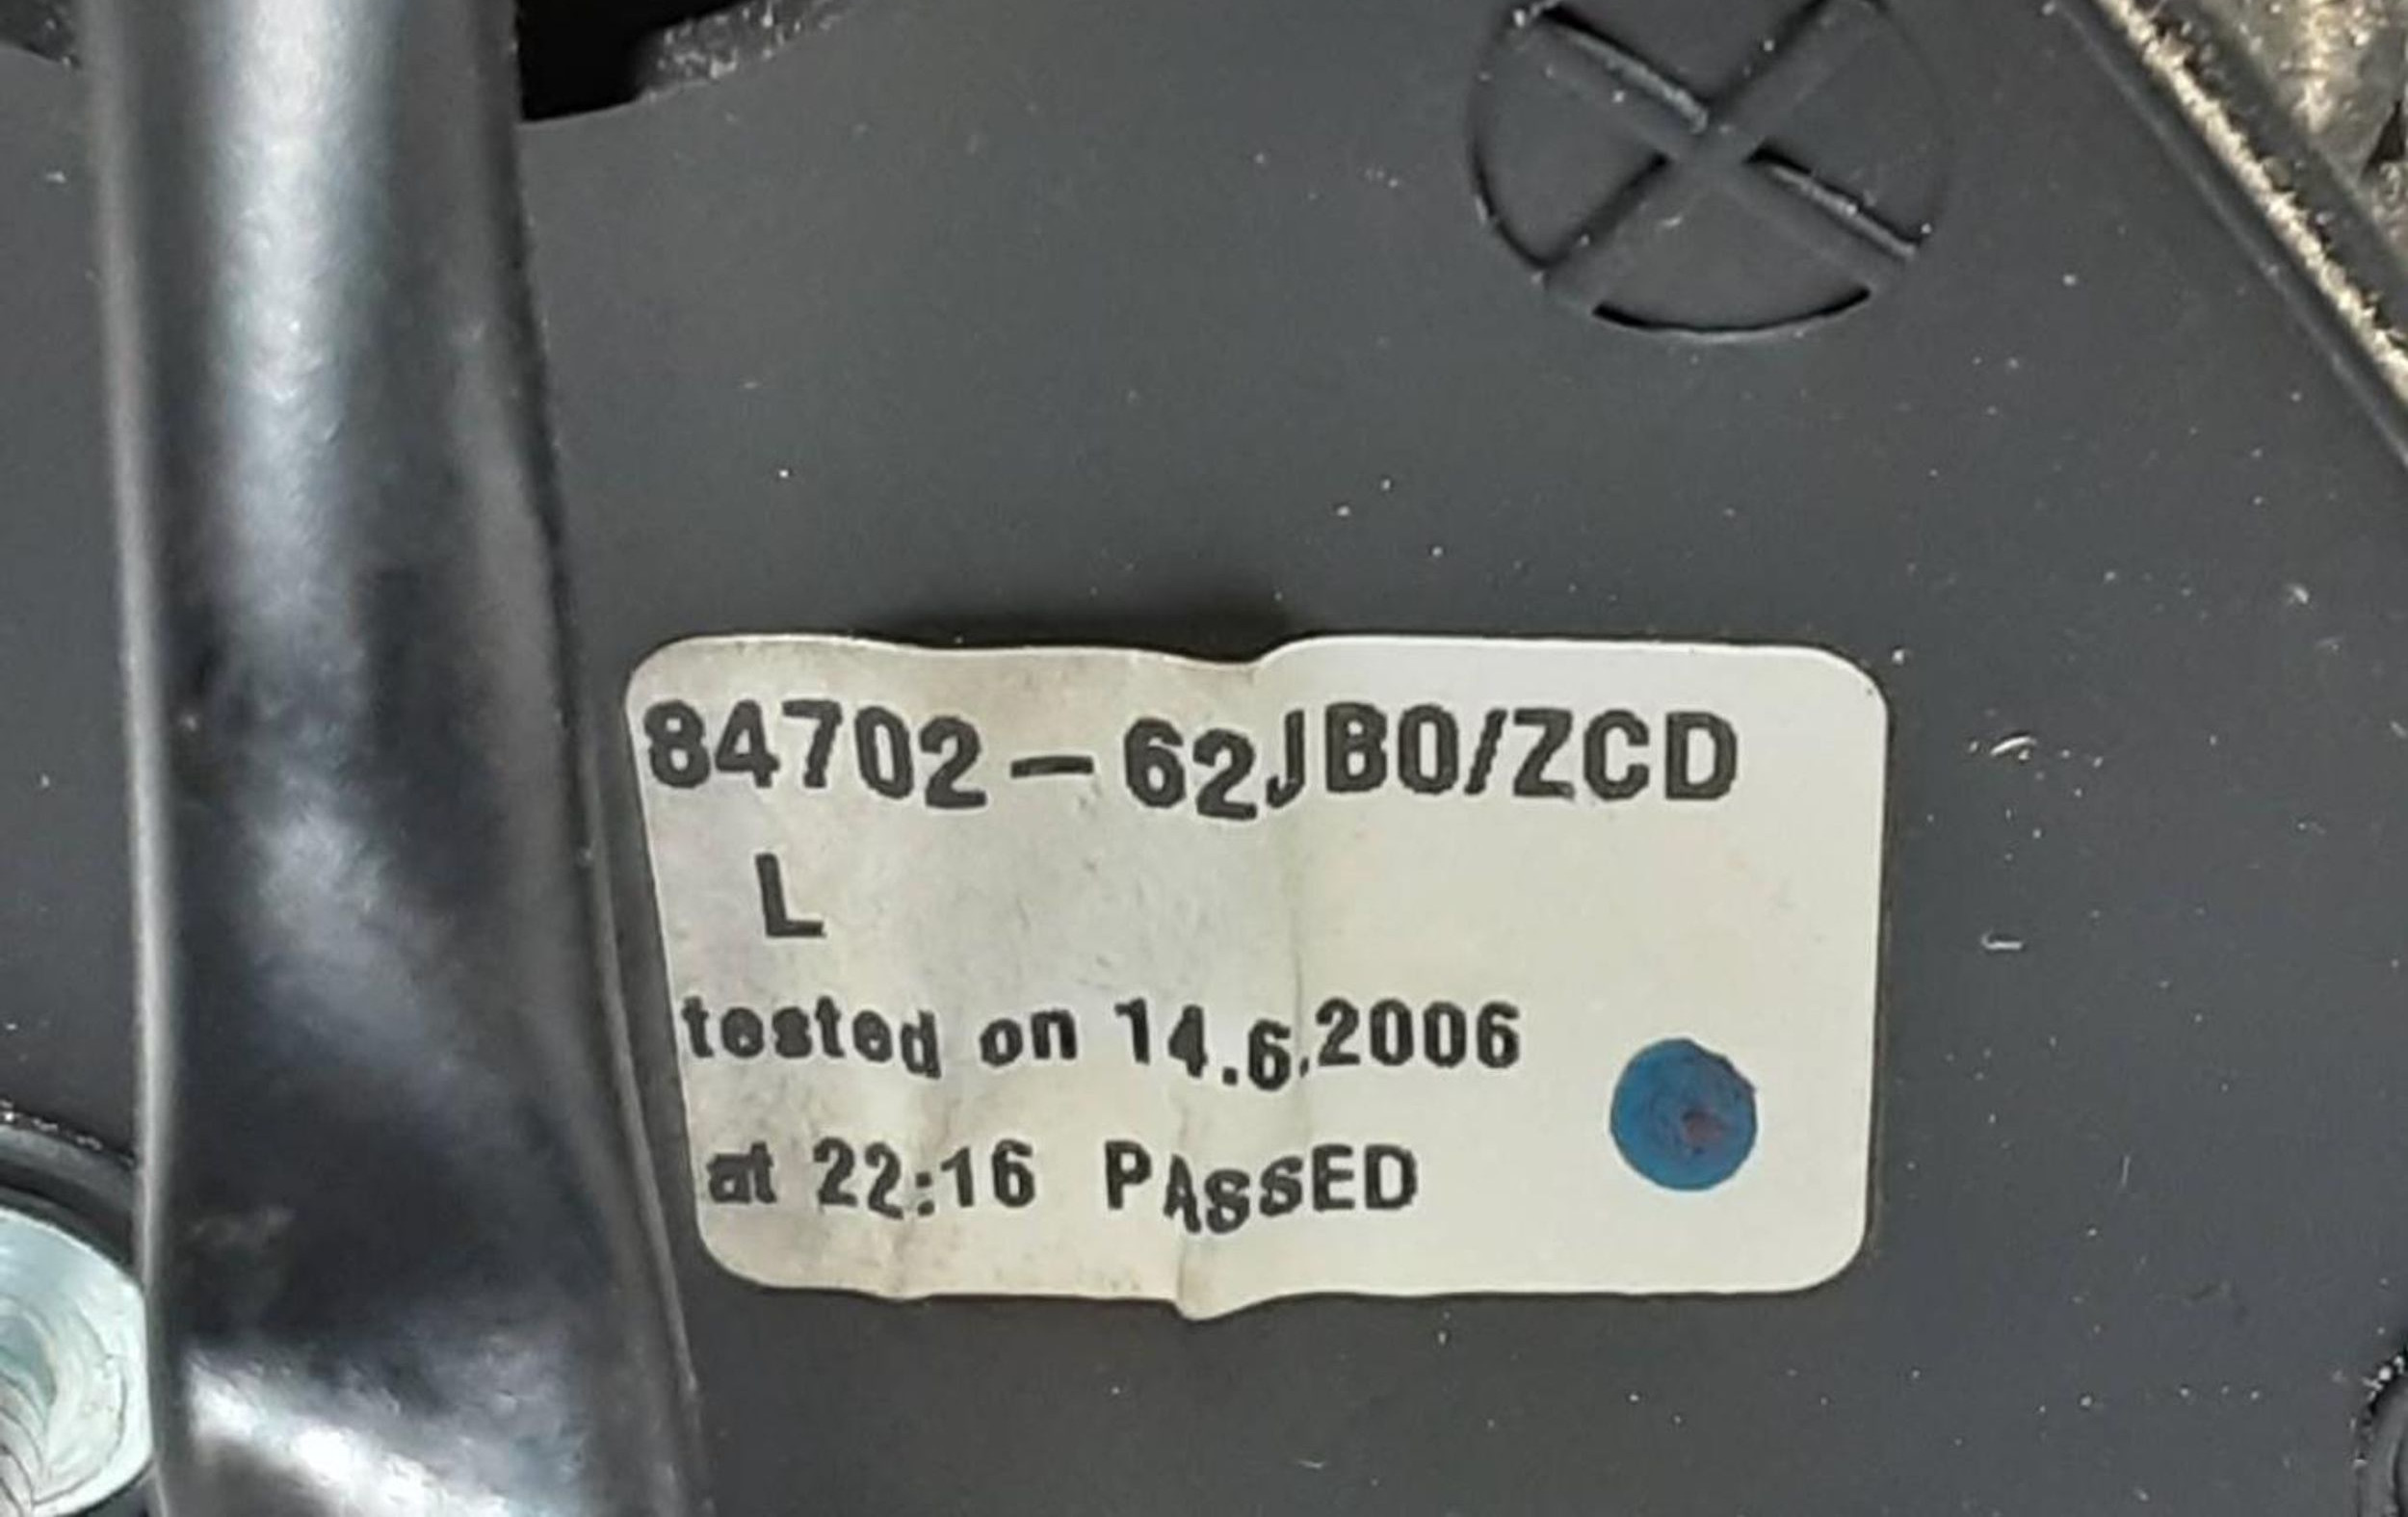 84702-62JB0/ZCD
L
tested on 14.6.2006
at 22:16 PASSED